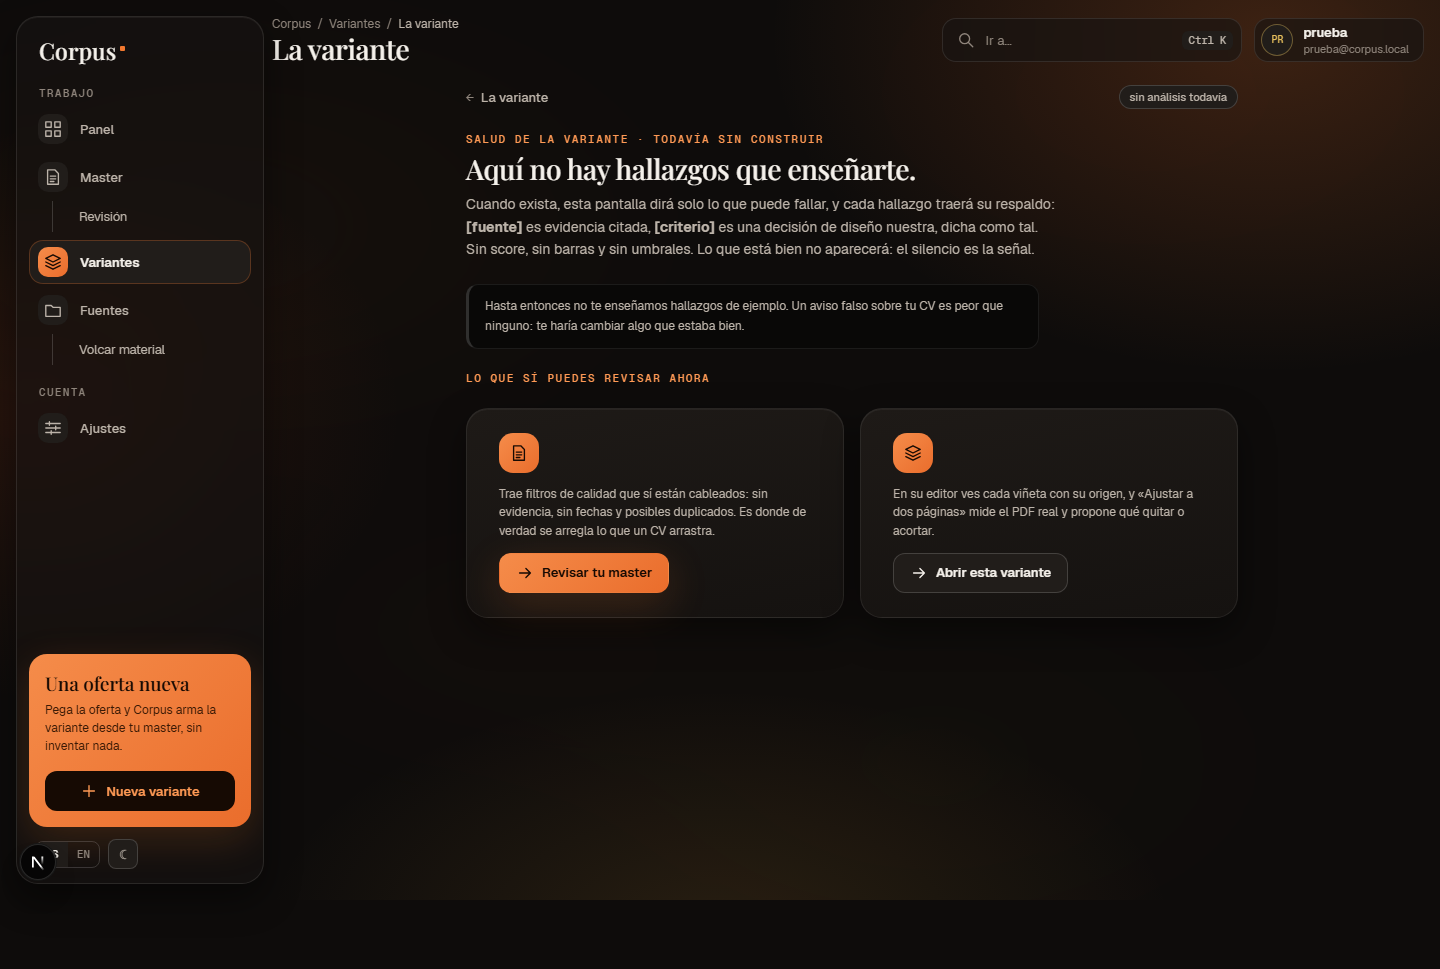 Corpus
TRABAJO
Panel
Master
Revisión
Variantes
Fuentes
Volcar material
CUENTA
Ajustes
Una oferta nueva
Pega la oferta y Corpus arma la
variante desde tu master, sin
inventar nada.
Nueva variante
EN
Corpus / Variantes / La variante
La variante
Ir a...
Ctrl K
PR
prueba
prueba@corpus.local
← La variante
sin análisis todavía
SALUD DE LA VARIANTE · TODAVÍA SIN CONSTRUIR
Aquí no hay hallazgos que enseñarte.
Cuando exista, esta pantalla dirá solo lo que puede fallar, y cada hallazgo traerá su respaldo:
[fuente] es evidencia citada, [criterio] es una decisión de diseño nuestra, dicha como tal.
Sin score, sin barras y sin umbrales. Lo que está bien no aparecerá: el silencio es la señal.
Hasta entonces no te enseñamos hallazgos de ejemplo. Un aviso falso sobre tu CV es peor que
ninguno: te haría cambiar algo que estaba bien.
LO QUE SÍ PUEDES REVISAR AHORA
Trae filtros de calidad que sí están cableados: sin
evidencia, sin fechas y posibles duplicados. Es donde de
verdad se arregla lo que un CV arrastra.
→ Revisar tu master
En su editor ves cada viñeta con su origen, y «Ajustar a
dos páginas» mide el PDF real y propone qué quitar o
acortar.
→ Abrir esta variante